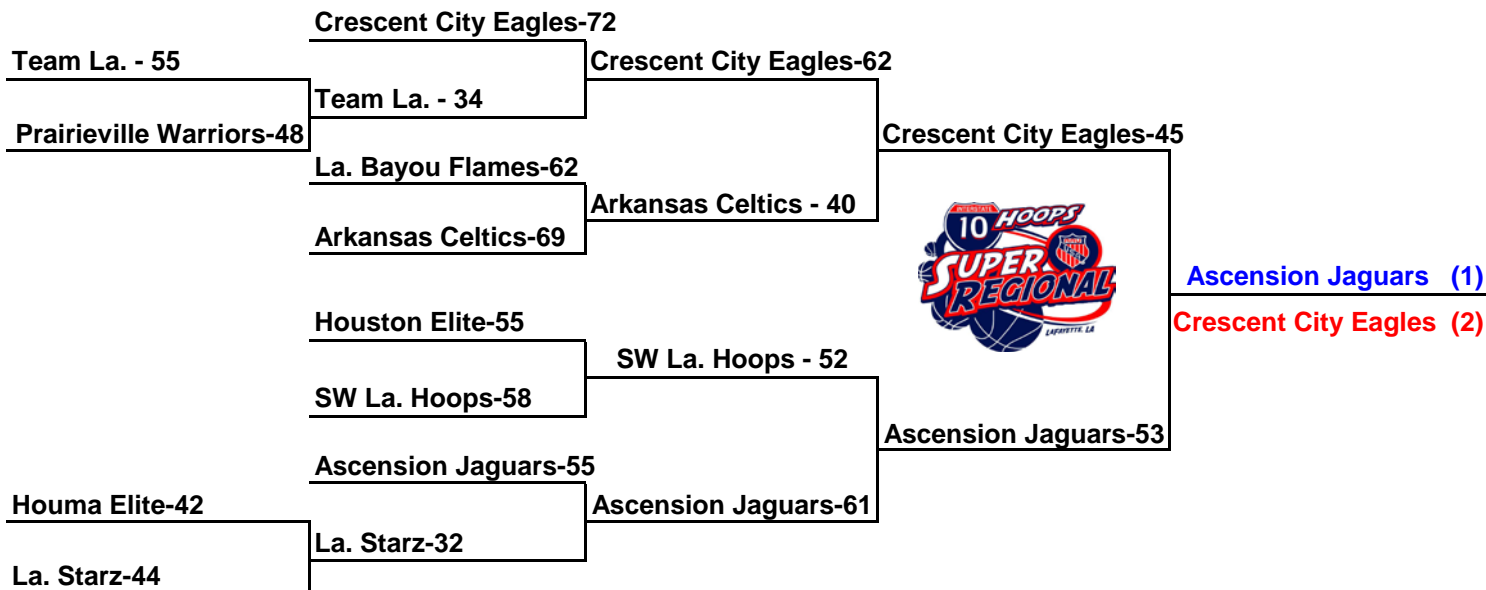 Crescent City Eagles-72
Team La. - 55
Crescent City Eagles-62
Team La. - 34
Prairieville Warriors-48
Crescent City Eagles-45
La. Bayou Flames-62
Arkansas Celtics - 40
Arkansas Celtics-69
INTERSTATE
10 HOOPS
SUPER
REGIONAL
LAFAYETTE, LA
Ascension Jaguars (1)
Crescent City Eagles (2)
Houston Elite-55
SW La. Hoops - 52
SW La. Hoops-58
Ascension Jaguars-53
Ascension Jaguars-55
Houma Elite-42
Ascension Jaguars-61
La. Starz-32
La. Starz-44